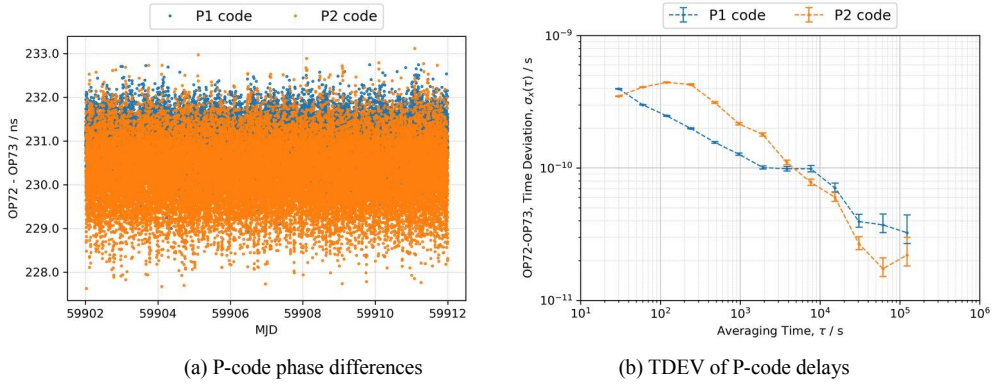 P1 code
P2 code
OP72 - OP73 / ns
233.0
232.0
231.0
230.0
229.0
228.0
59902
59904
59906
59908
59910
59912
MJD
(a) P-code phase differences
P1 code
P2 code
OP72-OP73, Time Deviation, σx(τ) / s
10⁻⁹
10⁻¹⁰
10⁻¹¹
10¹
10²
10³
10⁴
10⁵
10⁶
Averaging Time, τ / s
(b) TDEV of P-code delays